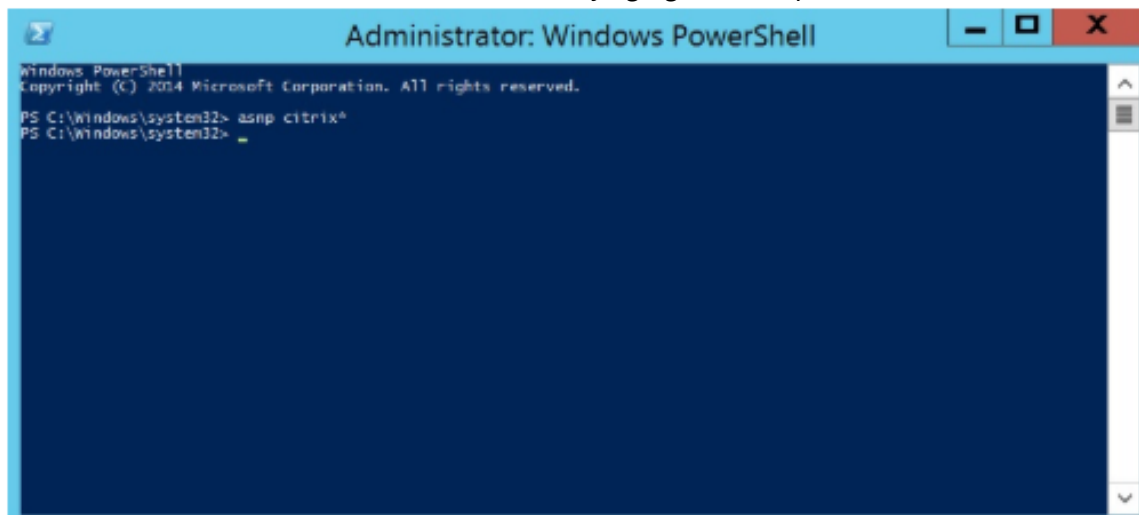 Administrator: Windows PowerShell
Windows PowerShell
Copyright (C) 2014 Microsoft Corporation. All rights reserved.
PS C:\Windows\system32> asnp citrix*
PS C:\Windows\system32> _